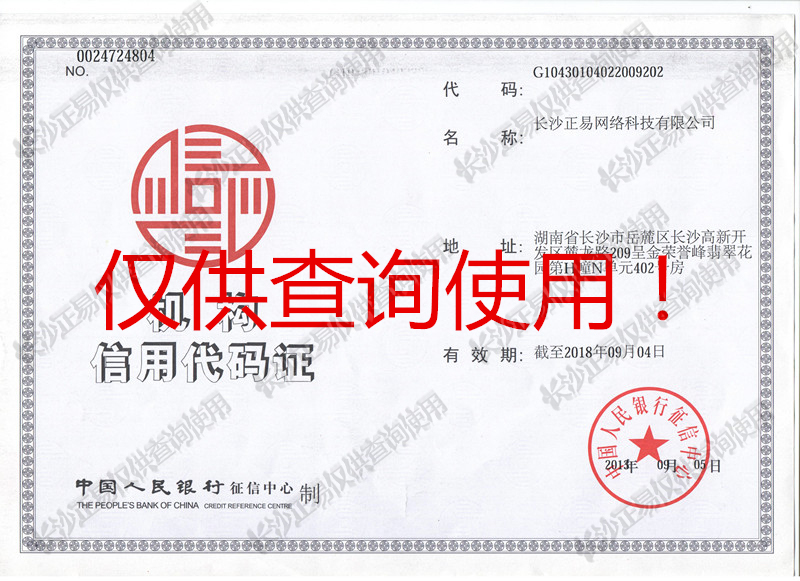 0024724804
NO.
代 码: G10430104022009202
名 称: 长沙正易网络科技有限公司
地 址: 湖南省长沙市岳麓区长沙高新开
发区麓龙路209呈金荣誉峰翡翠花
园第H幢N单元402号房
仅供查询使用！
机构
信用代码证
有 效 期: 截至2018年09月04日
中国人民银行征信中心
2013年 09月 05日
中国人民银行征信中心 制
THE PEOPLE'S BANK OF CHINA CREDIT REFERENCE CENTRE
长沙正易仅供查询使用